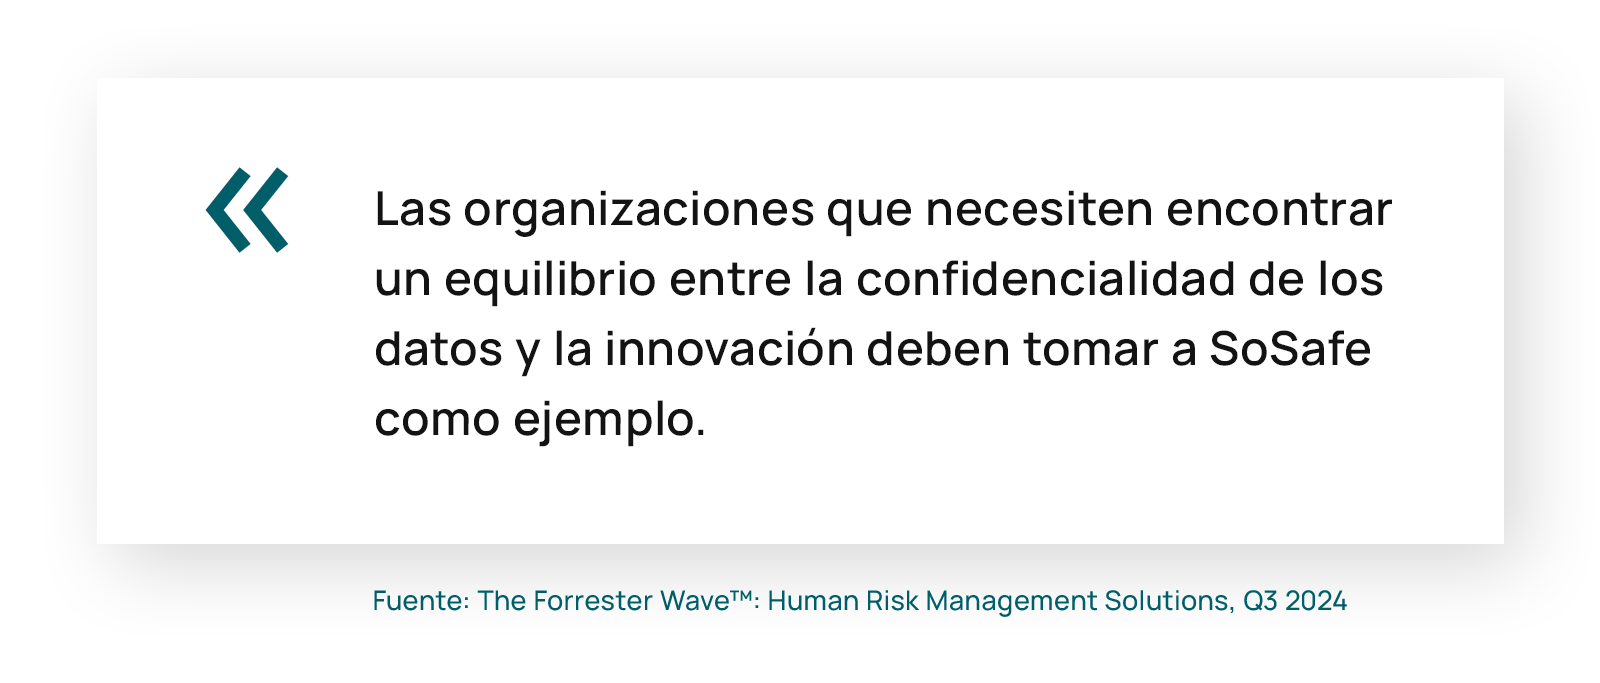 «
Las organizaciones que necesiten encontrar
un equilibrio entre la confidencialidad de los
datos y la innovación deben tomar a SoSafe
como ejemplo.
Fuente: The Forrester Wave™: Human Risk Management Solutions, Q3 2024